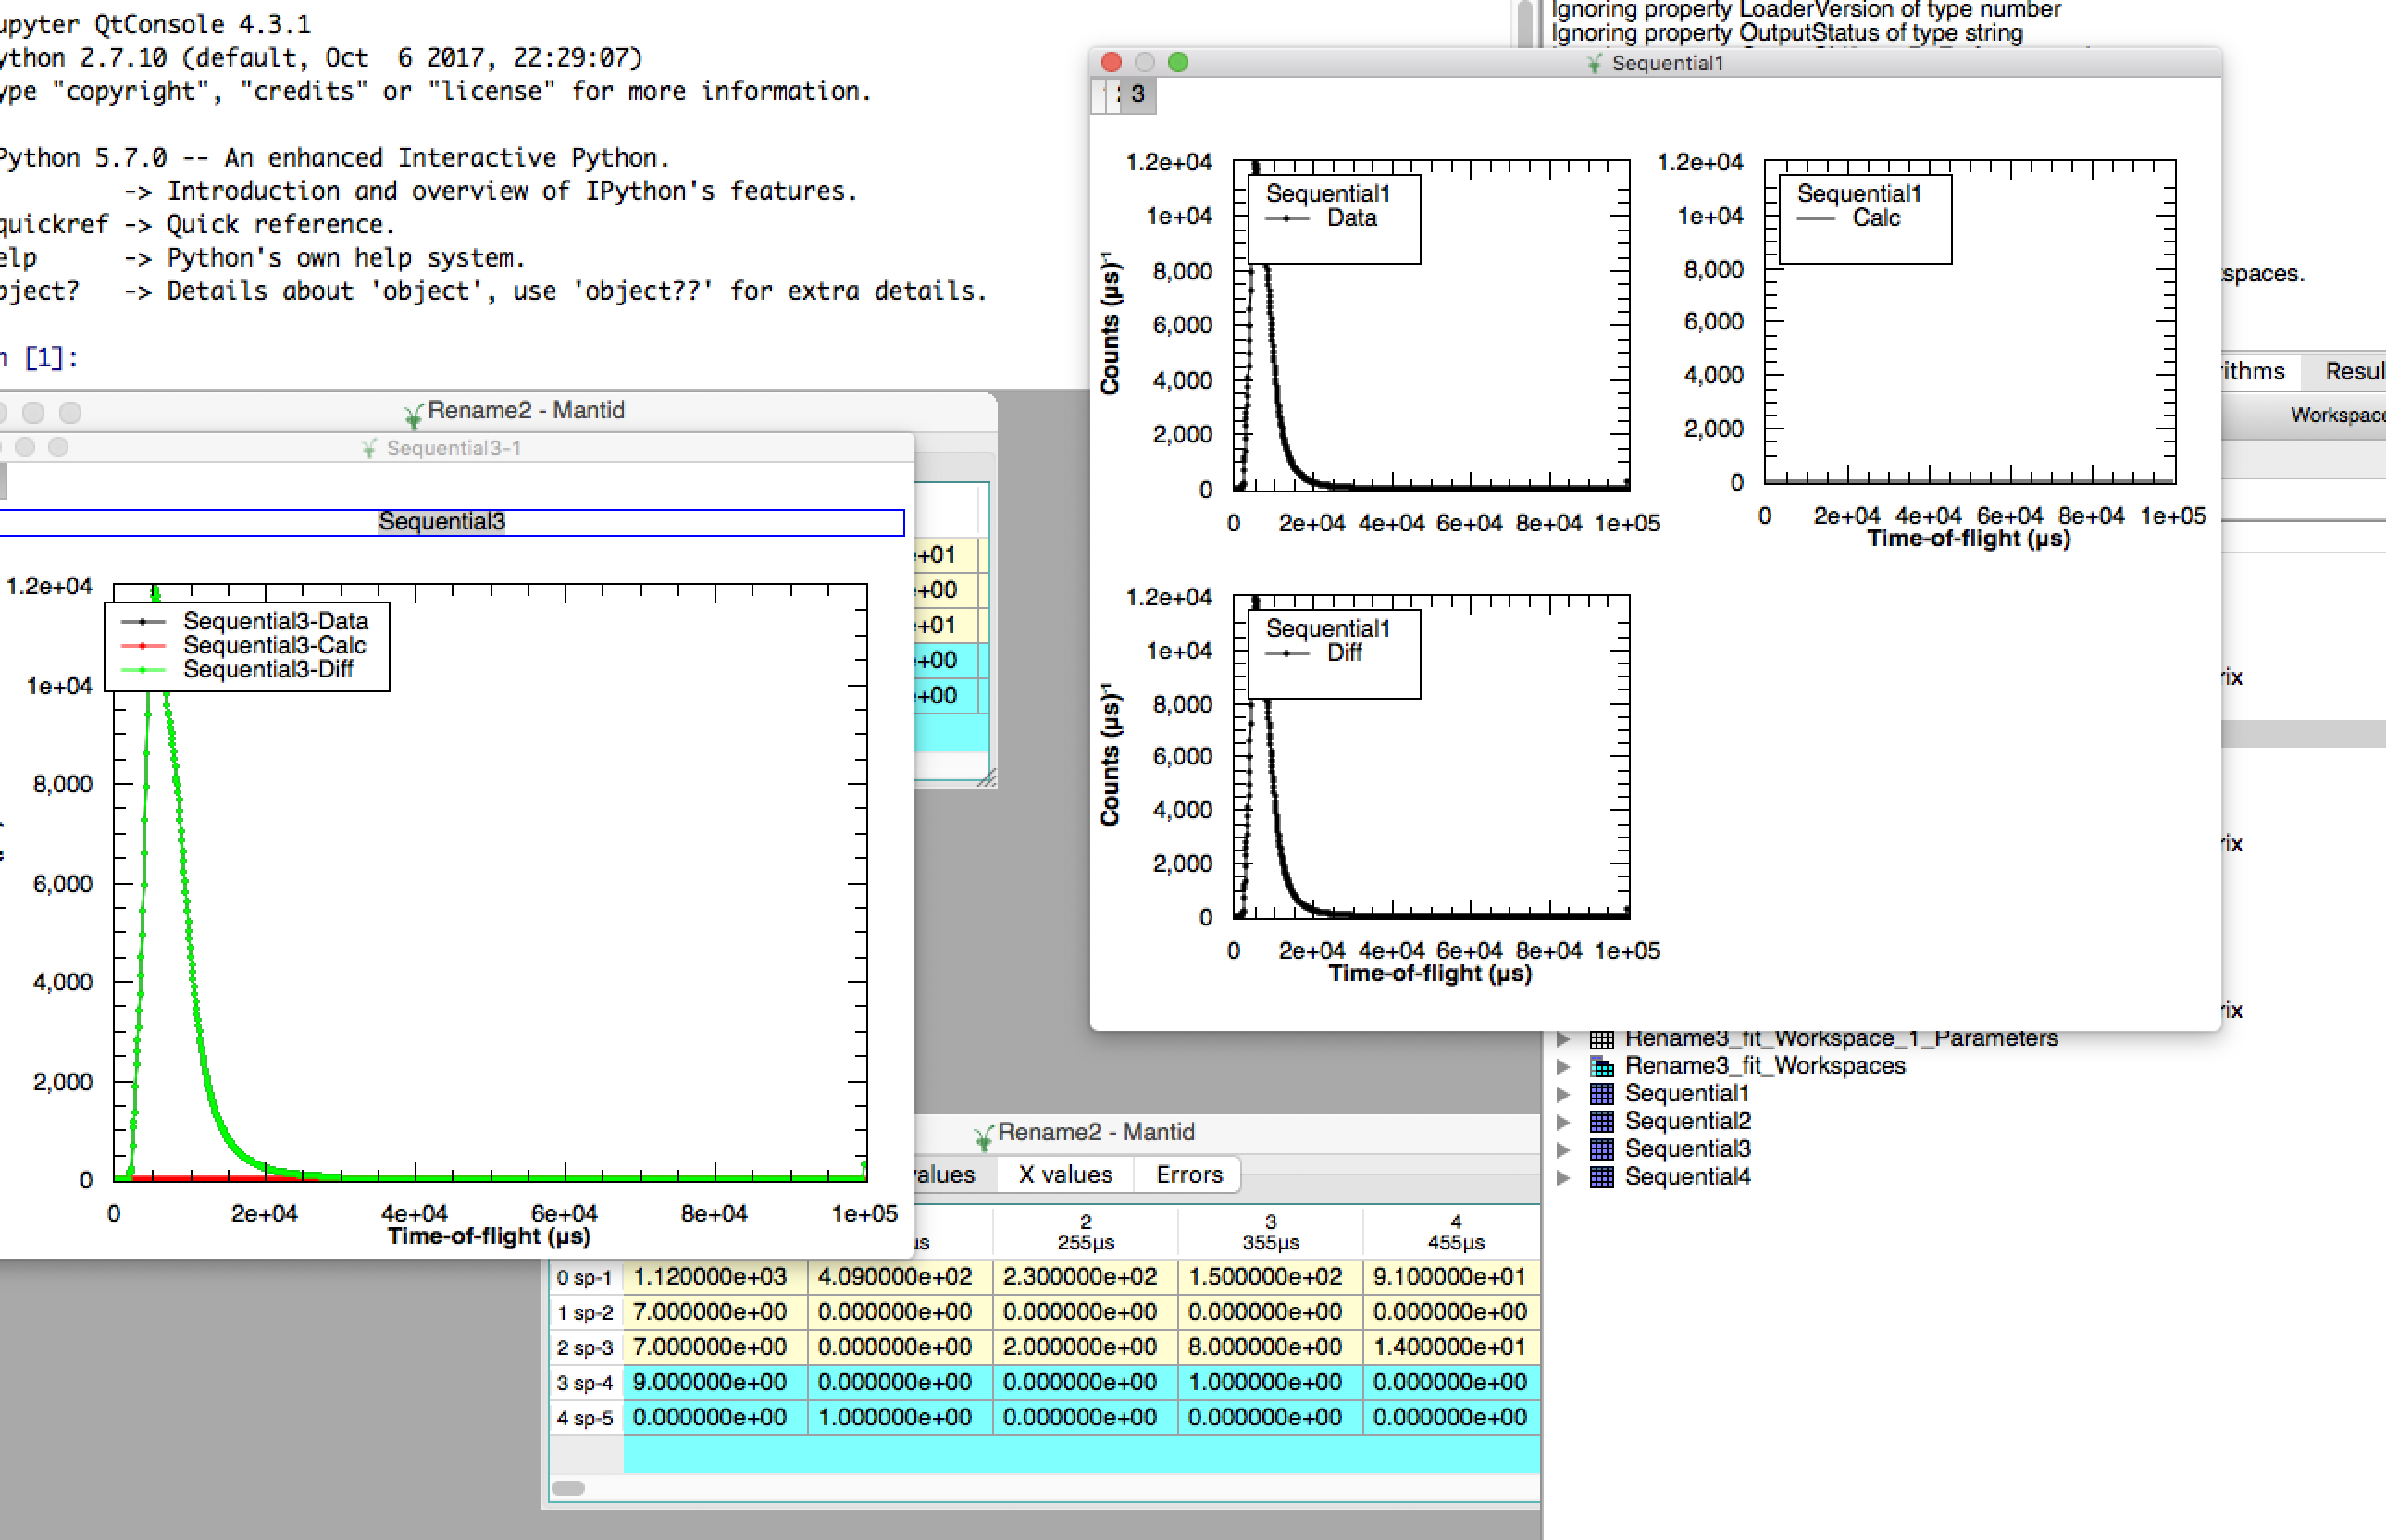 upyter QtConsole 4.3.1
ython 2.7.10 (default, Oct  6 2017, 22:29:07)
ype "copyright", "credits" or "license" for more information.
Python 5.7.0 -- An enhanced Interactive Python.
-> Introduction and overview of IPython's features.
quickref -> Quick reference.
elp -> Python's own help system.
bject? -> Details about 'object', use 'object??' for extra details.
n [1]:
Ignoring property LoaderVersion of type number
Ignoring property OutputStatus of type string
Sequential1
3
1.2e+04
1e+04
8,000
6,000
4,000
2,000
0
Counts (µs)-1
Sequential1
Data
0 2e+04 4e+04 6e+04 8e+04 1e+05
1.2e+04
1e+04
8,000
6,000
4,000
2,000
0
Sequential1
Calc
0 2e+04 4e+04 6e+04 8e+04 1e+05
Time-of-flight (µs)
1.2e+04
1e+04
8,000
6,000
4,000
2,000
0
Counts (µs)-1
Sequential1
Diff
0 2e+04 4e+04 6e+04 8e+04 1e+05
Time-of-flight (µs)
spaces.
ithms Resul
Workspace
rix
rix
rix
Rename3_fit_Workspace_1_Parameters
Rename3_fit_Workspaces
Sequential1
Sequential2
Sequential3
Sequential4
Rename2 - Mantid
+01
+00
+01
+00
+00
Sequential3-1
Sequential3
1.2e+04
1e+04
8,000
6,000
4,000
2,000
0
Sequential3-Data
Sequential3-Calc
Sequential3-Diff
0 2e+04 4e+04 6e+04 8e+04 1e+05
Time-of-flight (µs)
Rename2 - Mantid
alues X values Errors
2 3 4
µs 255µs 355µs 455µs
0 sp-1 1.120000e+03 4.090000e+02 2.300000e+02 1.500000e+02 9.100000e+01
1 sp-2 7.000000e+00 0.000000e+00 0.000000e+00 0.000000e+00 0.000000e+00
2 sp-3 7.000000e+00 0.000000e+00 2.000000e+00 8.000000e+00 1.400000e+01
3 sp-4 9.000000e+00 0.000000e+00 0.000000e+00 1.000000e+00 0.000000e+00
4 sp-5 0.000000e+00 1.000000e+00 0.000000e+00 0.000000e+00 0.000000e+00